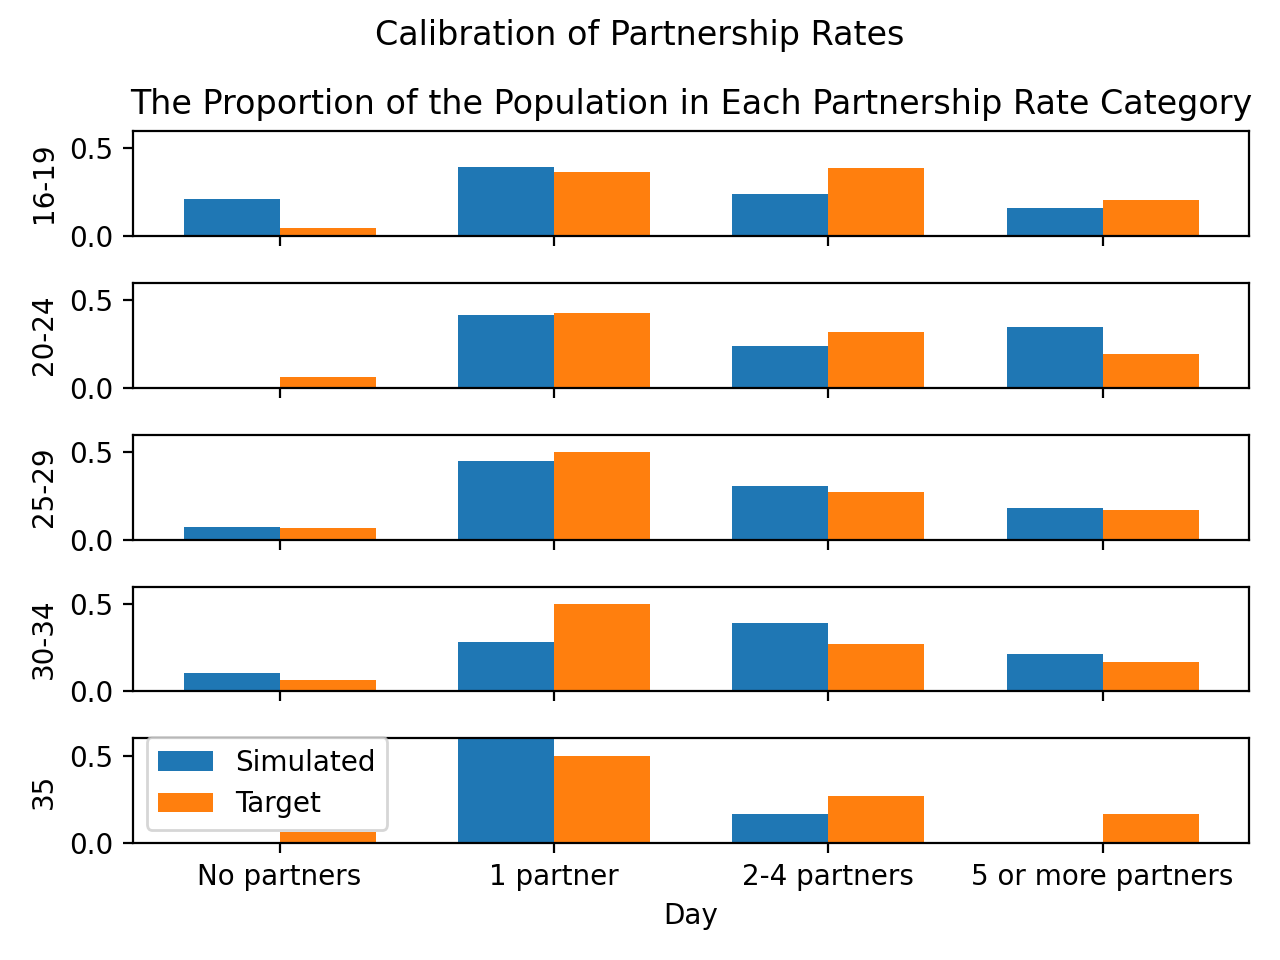 Calibration of Partnership Rates
The Proportion of the Population in Each Partnership Rate Category
16-19
0.5
0.0
20-24
0.5
0.0
25-29
0.5
0.0
30-34
0.5
0.0
35
0.5
0.0
Simulated
Target
No partners 1 partner 2-4 partners 5 or more partners
Day